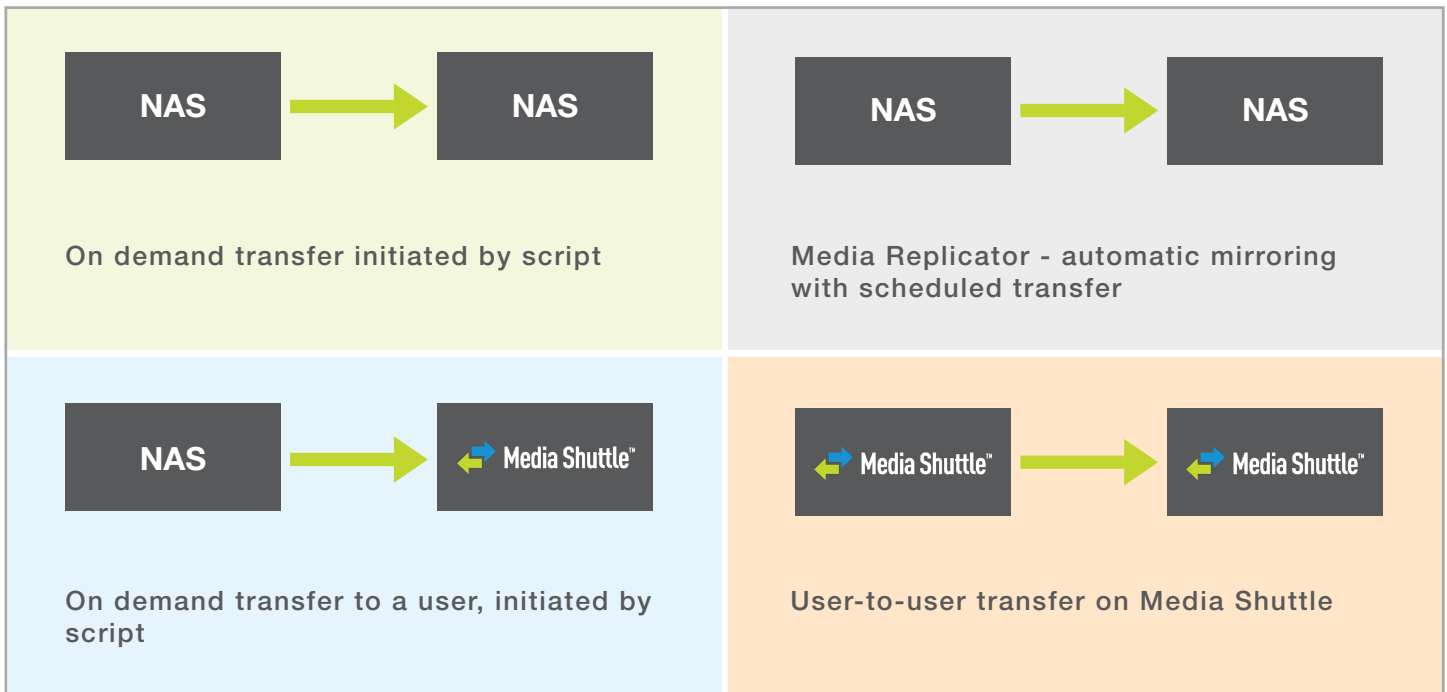 NAS
NAS
On demand transfer initiated by script
NAS
NAS
Media Replicator - automatic mirroring
with scheduled transfer
NAS
Media Shuttle™
On demand transfer to a user, initiated by
script
Media Shuttle™
Media Shuttle™
User-to-user transfer on Media Shuttle